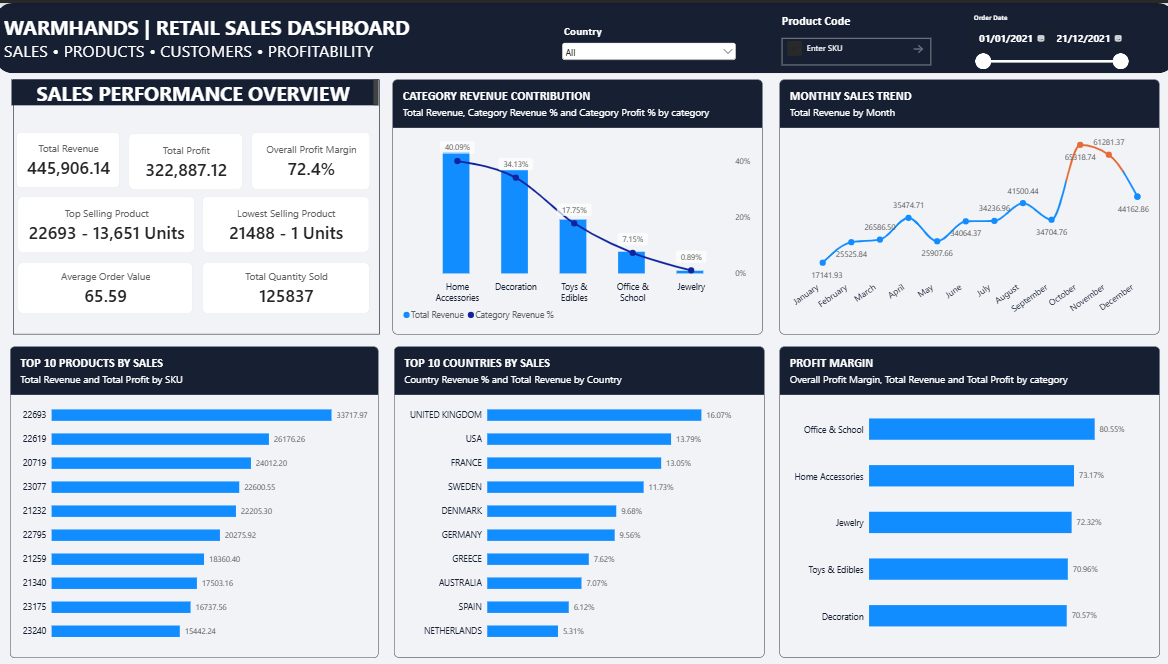 WARMHANDS | RETAIL SALES DASHBOARD
SALES • PRODUCTS • CUSTOMERS • PROFITABILITY
Country
All
Product Code
Enter SKU
Order Date
01/01/2021
21/12/2021
SALES PERFORMANCE OVERVIEW
Total Revenue
445,906.14
Total Profit
322,887.12
Overall Profit Margin
72.4%
Top Selling Product
22693 - 13,651 Units
Lowest Selling Product
21488 - 1 Units
Average Order Value
65.59
Total Quantity Sold
125837
CATEGORY REVENUE CONTRIBUTION
Total Revenue, Category Revenue % and Category Profit % by category
40.09%
34.13%
17.75%
7.15%
0.89%
40%
20%
0%
Home Accessories
Decoration
Toys & Edibles
Office & School
Jewelry
Total Revenue
Category Revenue %
MONTHLY SALES TREND
Total Revenue by Month
17141.93
25525.84
26586.50
35474.71
25907.66
34064.37
34236.96
41500.44
34704.76
65318.74
61281.37
44162.86
January
February
March
April
May
June
July
August
September
October
November
December
TOP 10 PRODUCTS BY SALES
Total Revenue and Total Profit by SKU
22693 33717.97
22619 26176.26
20719 24012.20
23077 22600.55
21232 22205.30
22795 20275.92
21259 18360.40
21340 17503.16
23175 16737.56
23240 15442.24
TOP 10 COUNTRIES BY SALES
Country Revenue % and Total Revenue by Country
UNITED KINGDOM 16.07%
USA 13.79%
FRANCE 13.05%
SWEDEN 11.73%
DENMARK 9.68%
GERMANY 9.56%
GREECE 7.62%
AUSTRALIA 7.07%
SPAIN 6.12%
NETHERLANDS 5.31%
PROFIT MARGIN
Overall Profit Margin, Total Revenue and Total Profit by category
Office & School 80.55%
Home Accessories 73.17%
Jewelry 72.32%
Toys & Edibles 70.96%
Decoration 70.57%